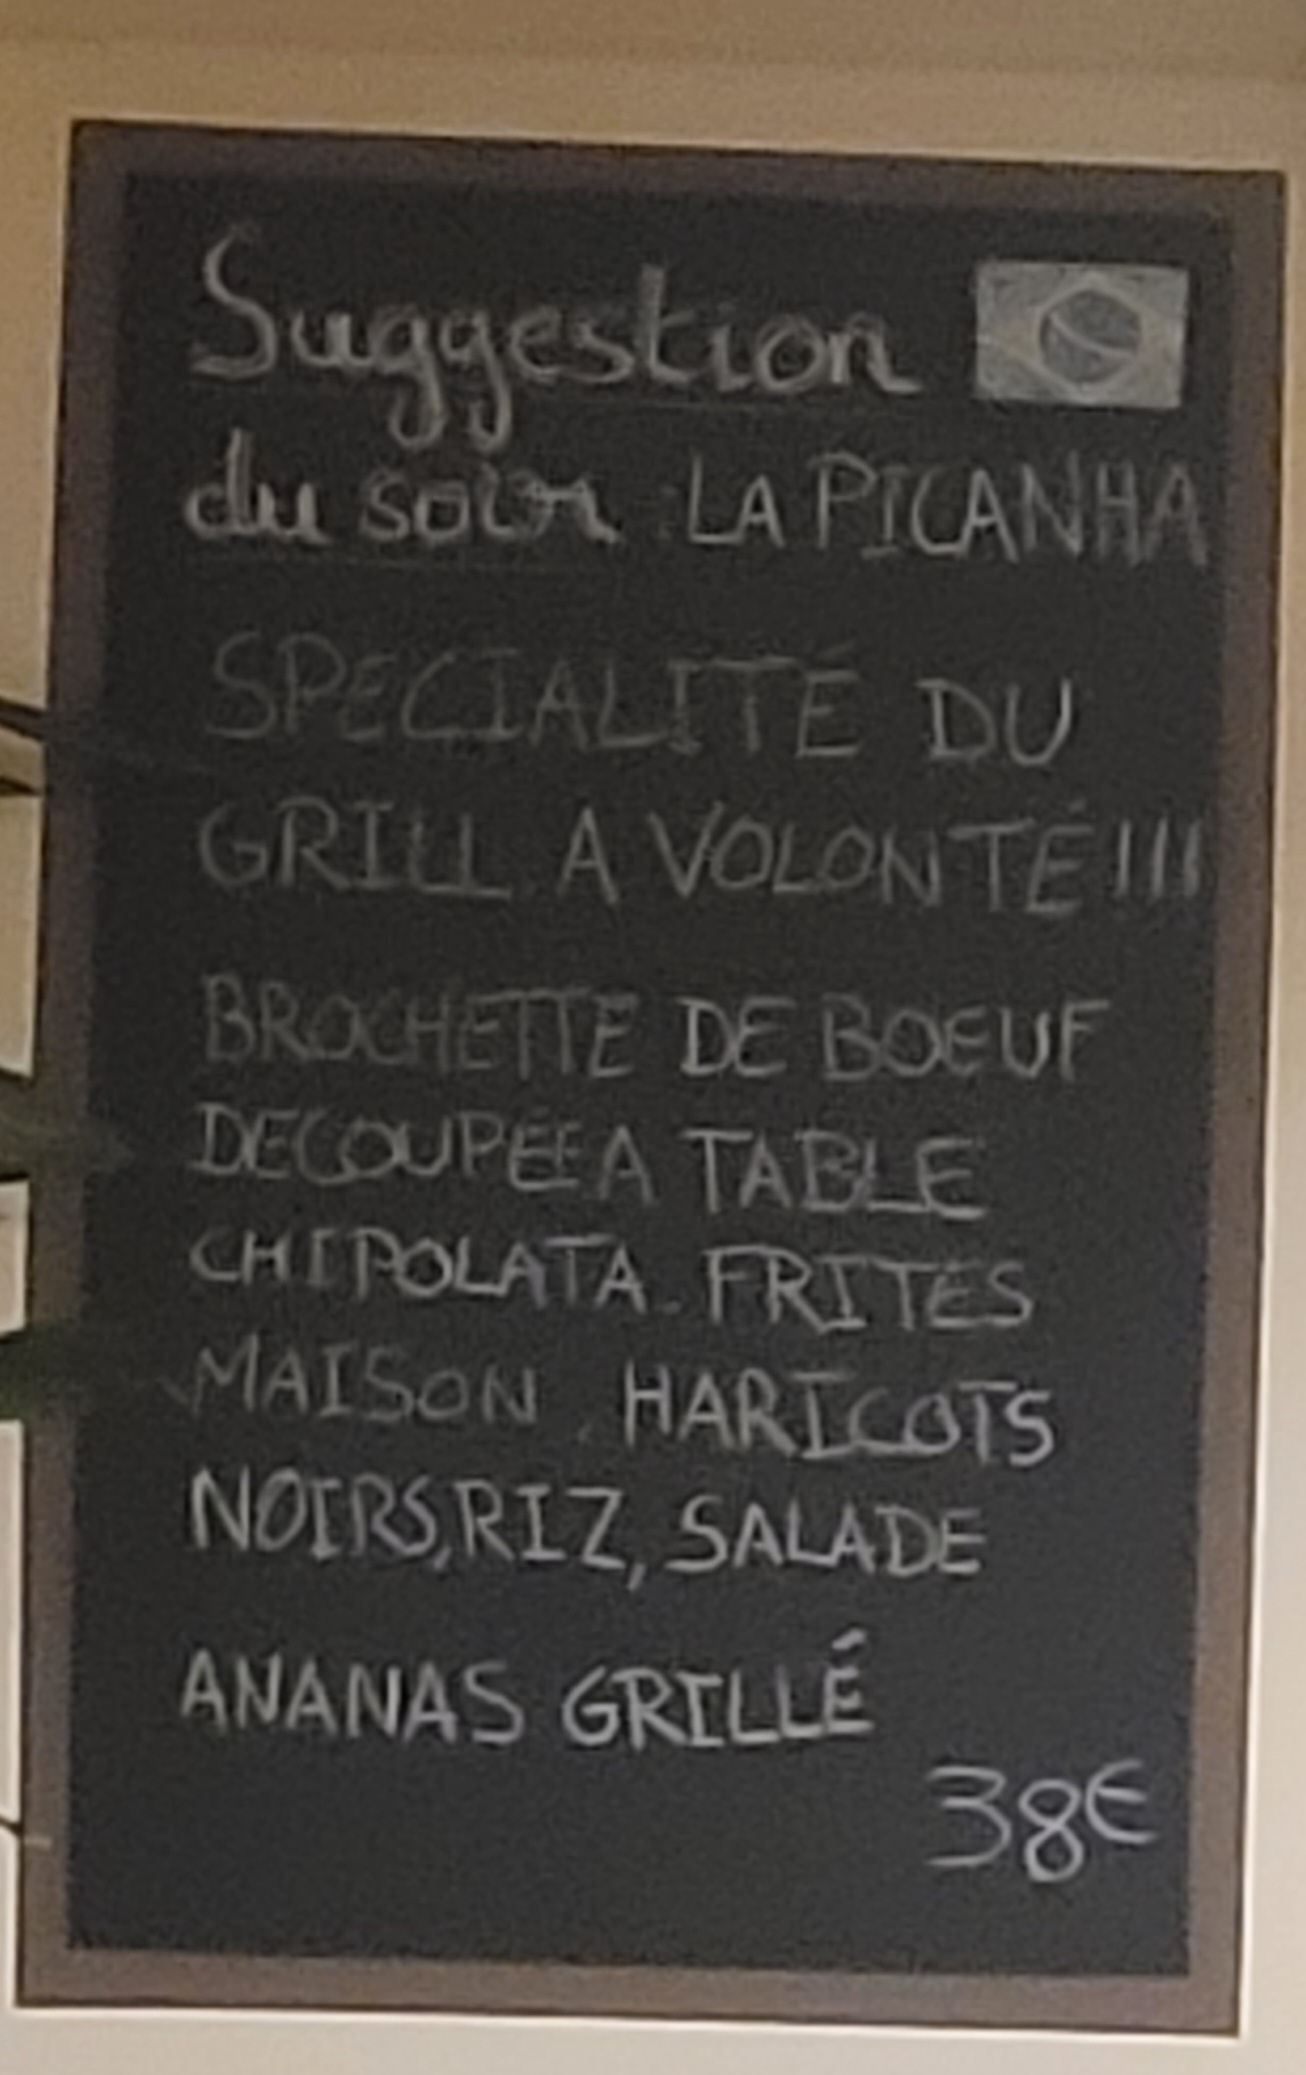 Suggestion
du soir : LA PICANHA
SPECIALITÉ DU
GRILL A VOLONTÉ !!!
BROCHETTE DE BOEUF
DECOUPÉE A TABLE
CHIPOLATA. FRITES
MAISON. HARICOTS
NOIRS, RIZ, SALADE
ANANAS GRILLÉ
38€